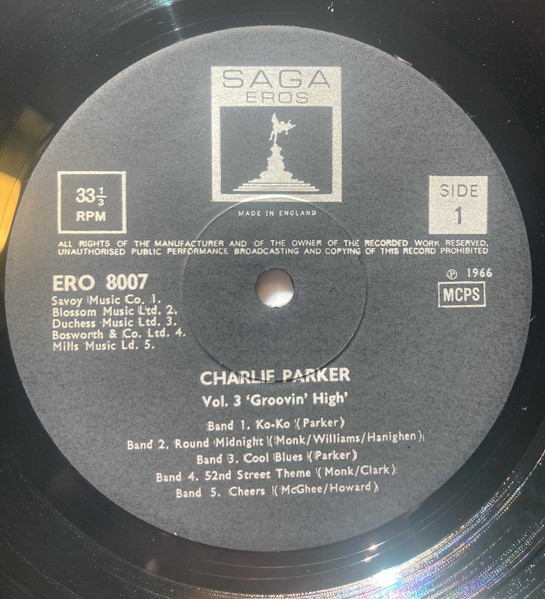 SAGA
EROS
MADE IN ENGLAND
33 1/3
RPM
SIDE
1
ALL RIGHTS OF THE MANUFACTURER AND OF THE OWNER OF THE RECORDED WORK RESERVED,
UNAUTHORISED PUBLIC PERFORMANCE BROADCASTING AND COPYING OF THIS RECORD PROHIBITED
ERO 8007
℗ 1966
MCPS
Savoy Music Co. 1.
Blossom Music Ltd. 2.
Duchess Music Ltd. 3.
Bosworth & Co. Ltd. 4.
Mills Music Ld. 5.
CHARLIE PARKER
Vol. 3 ‘Groovin’ High’
Band 1. Ko-Ko (Parker)
Band 2. Round Midnight (Monk/Williams/Hanighen)
Band 3. Cool Blues (Parker)
Band 4. 52nd Street Theme (Monk/Clark)
Band 5. Cheers (McGhee/Howard)